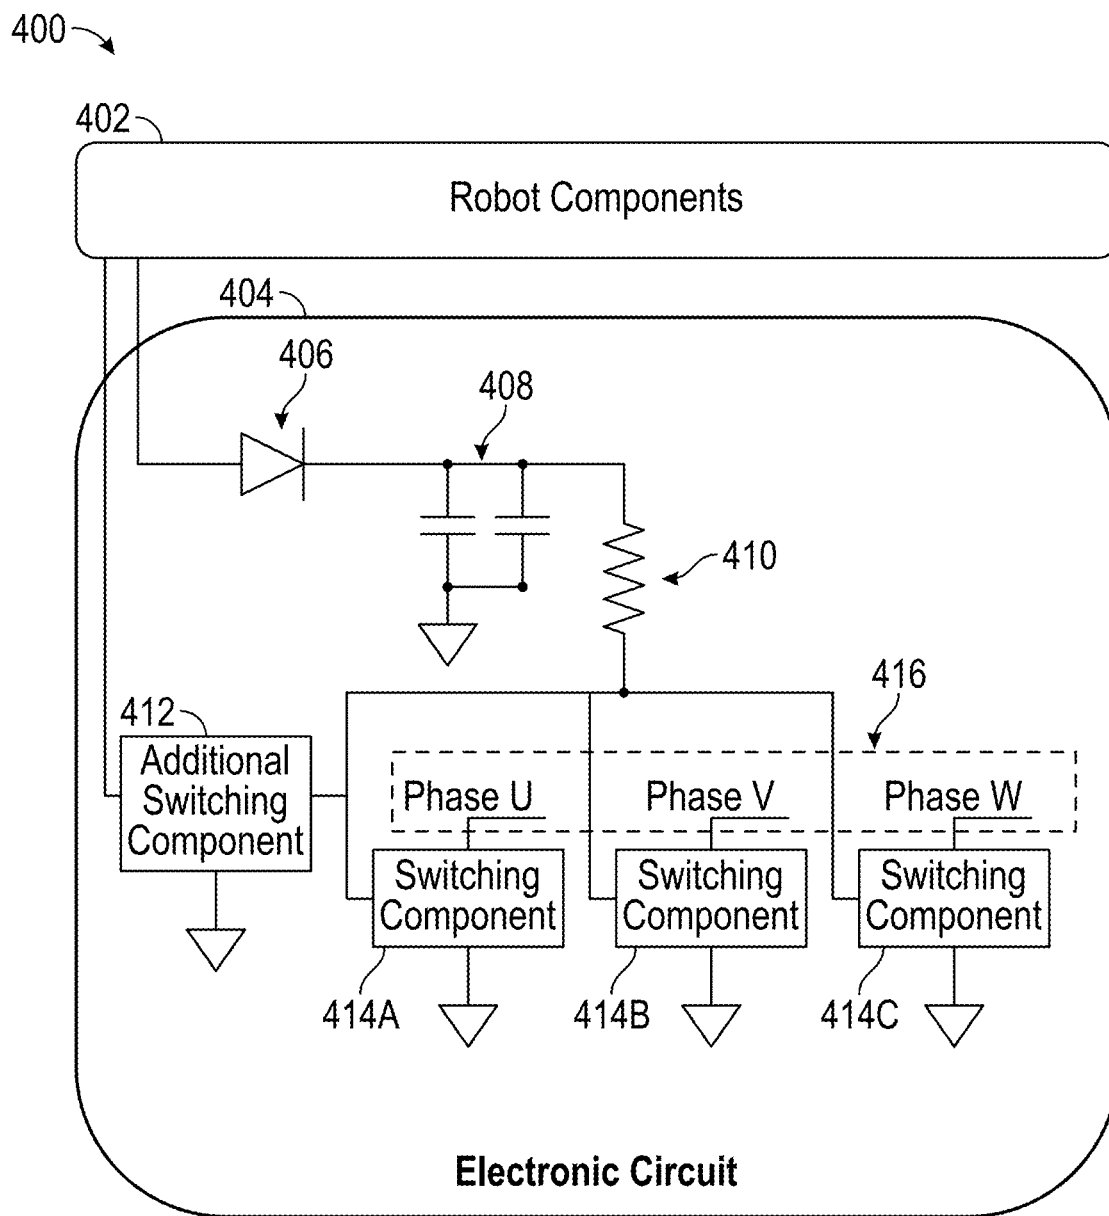 400
402
Robot Components
404
406
408
410
416
412
Additional
Switching
Component
Phase U
Phase V
Phase W
Switching
Component
Switching
Component
Switching
Component
414A
414B
414C
Electronic Circuit